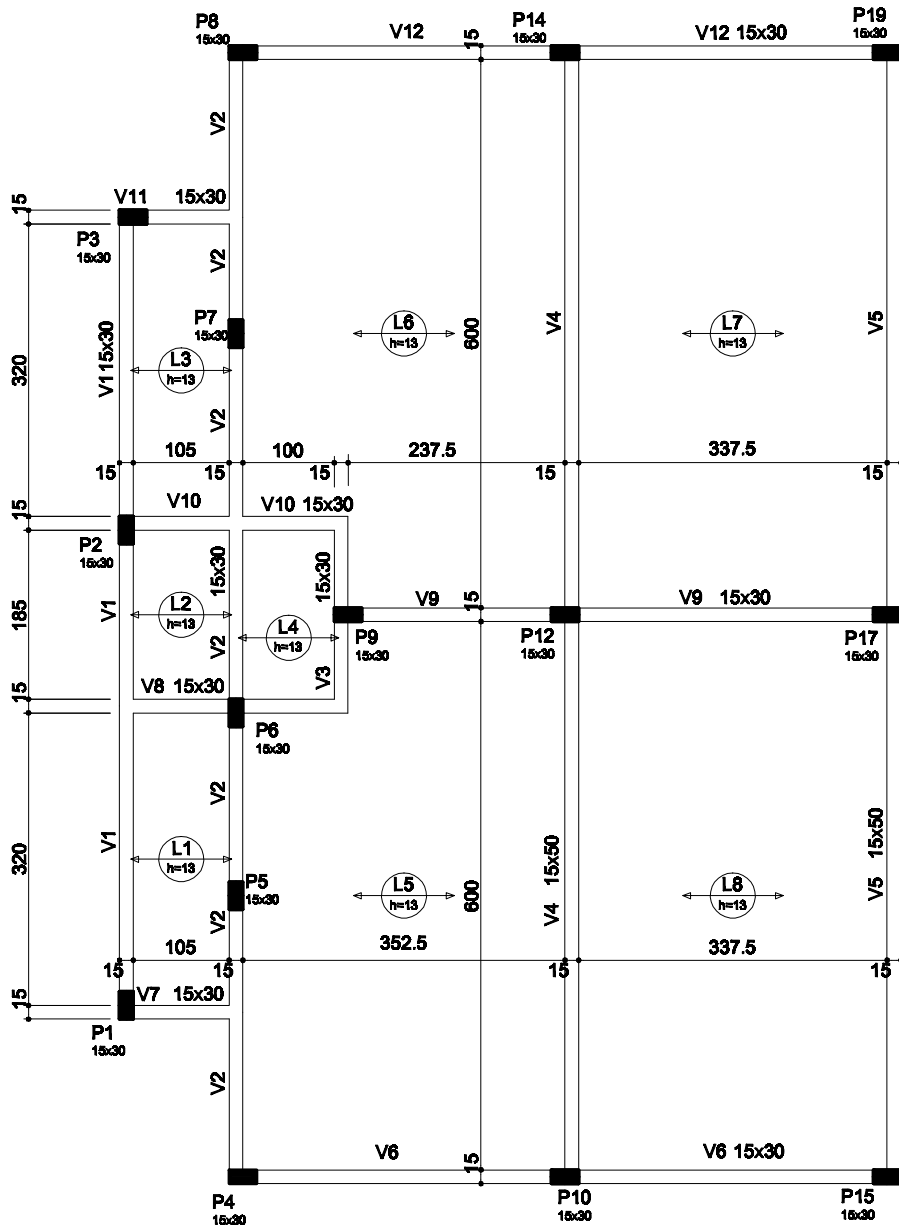 P8
15x30
V12
15
P14
15x30
V12 15x30
P19
15x30
V2
15
V11
15x30
P3
15x30
V2
P7
15x30
L6
h=13
600
V4
L7
h=13
V5
320
V1 15x30
L3
h=13
V2
15
105
15
100
15
237.5
15
337.5
15
15
V10
V10 15x30
P2
15x30
15x30
15x30
185
V1
L2
h=13
V2
L4
h=13
V3
V9
15
P9
15x30
P12
15x30
V9 15x30
P17
15x30
15
V8 15x30
P6
15x30
V2
320
V1
L1
h=13
P5
15x30
V2
L5
h=13
600
V4 15x50
L8
h=13
V5 15x50
15
105
15
352.5
15
337.5
15
15
V7 15x30
P1
15x30
V2
V6
15
V6 15x30
P4
15x30
P10
15x30
P15
15x30